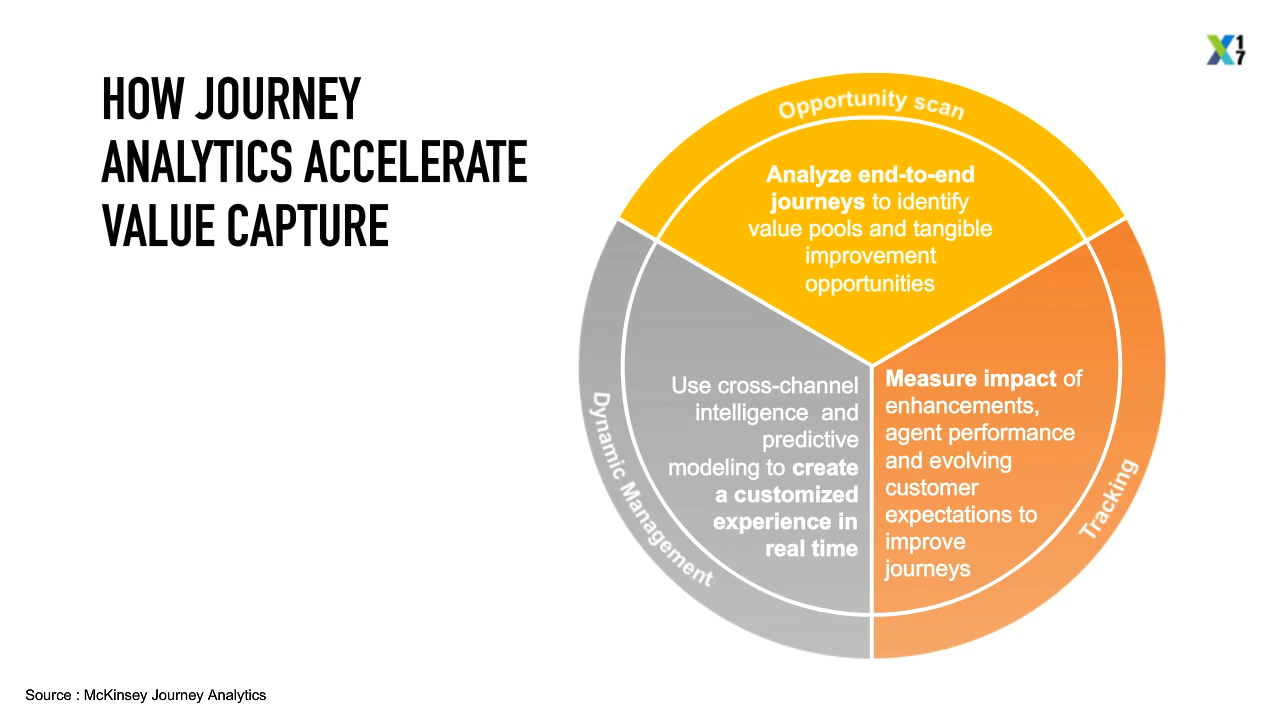 HOW JOURNEY
ANALYTICS ACCELERATE
VALUE CAPTURE
X
1
7
Opportunity scan
Analyze end-to-end
journeys to identify
value pools and tangible
improvement
opportunities
Measure impact of
enhancements,
agent performance
and evolving
customer
expectations to
improve
journeys
Tracking
Use cross-channel
intelligence and
predictive
modeling to create
a customized
experience in
real time
Dynamic Management
Source : McKinsey Journey Analytics